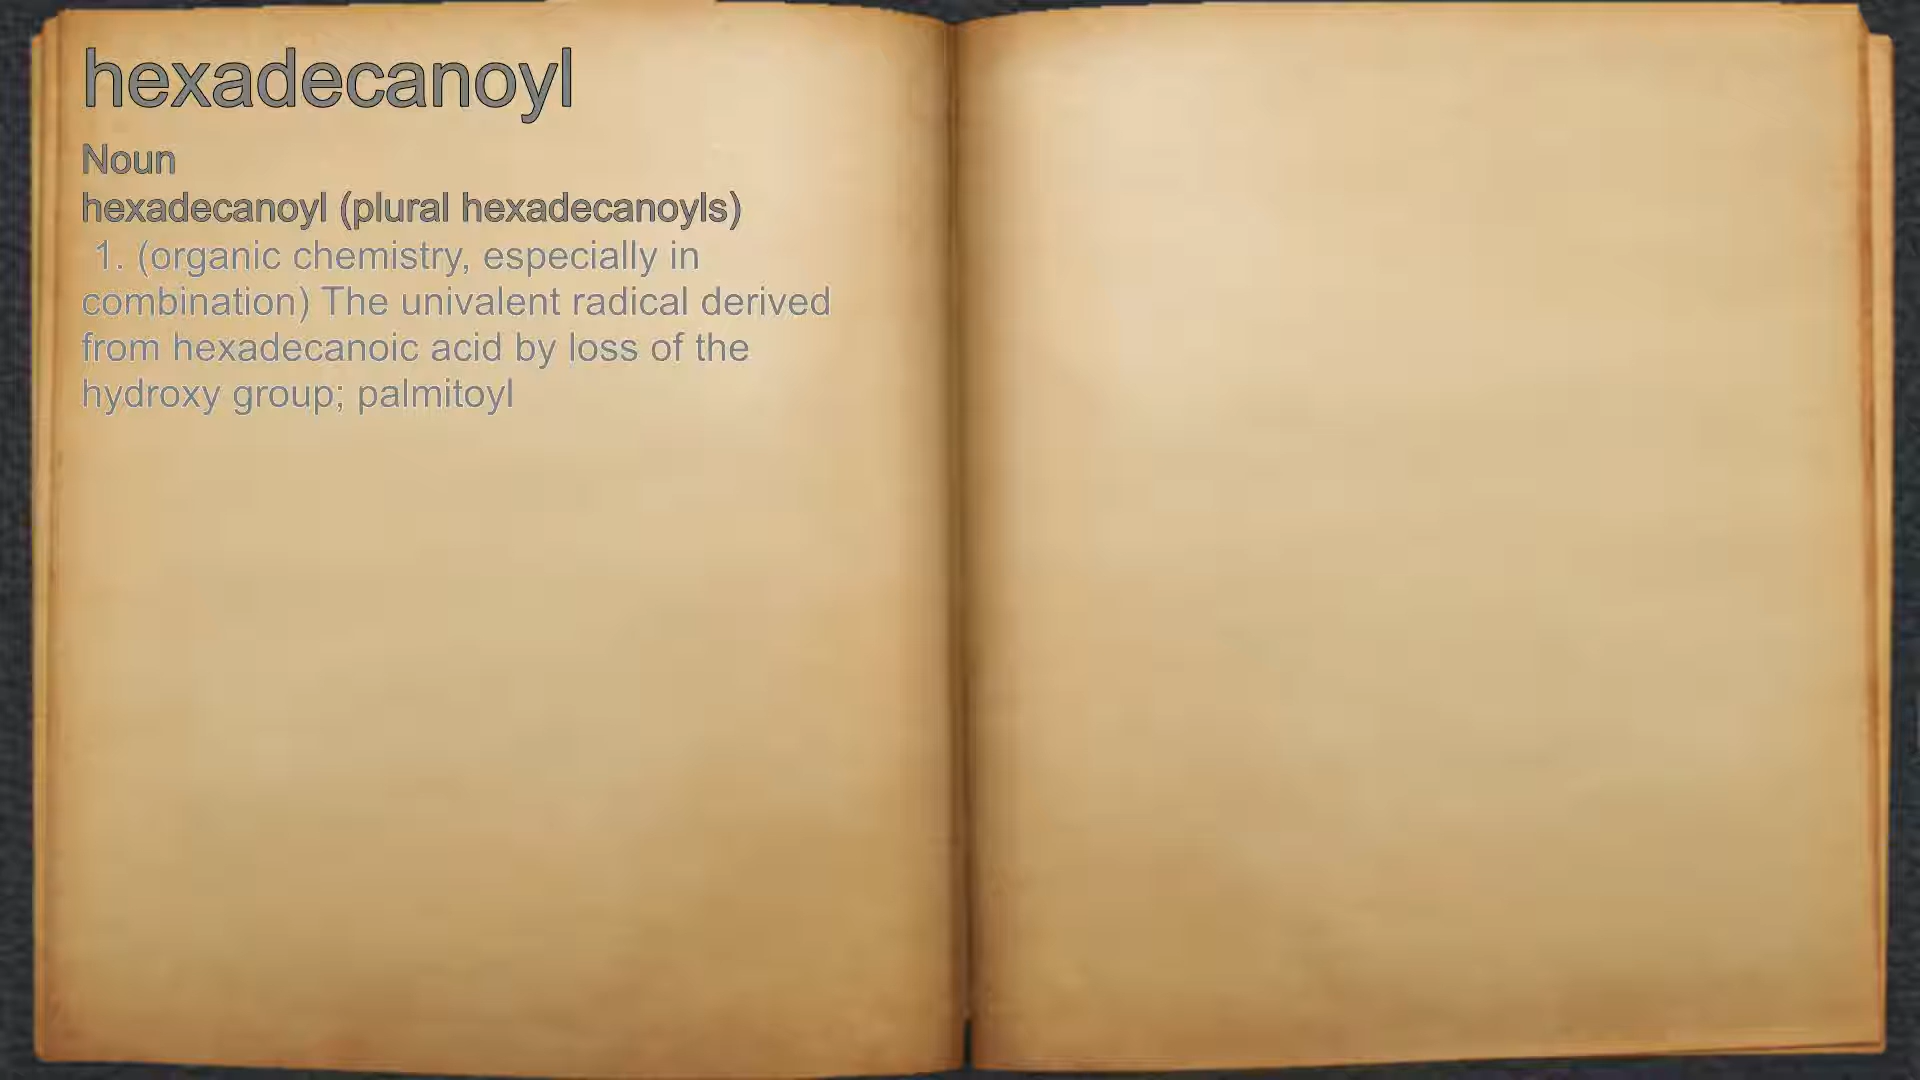 hexadecanoyl
Noun
hexadecanoyl (plural hexadecanoyls)
1. (organic chemistry, especially in
combination) The univalent radical derived
from hexadecanoic acid by loss of the
hydroxy group; palmitoyl